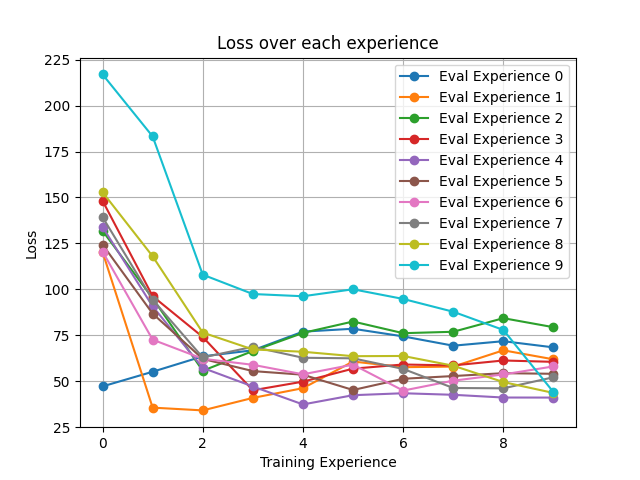 Loss over each experience
Loss
225
200
175
150
125
100
75
50
25
0
2
4
6
8
Training Experience
Eval Experience 0
Eval Experience 1
Eval Experience 2
Eval Experience 3
Eval Experience 4
Eval Experience 5
Eval Experience 6
Eval Experience 7
Eval Experience 8
Eval Experience 9